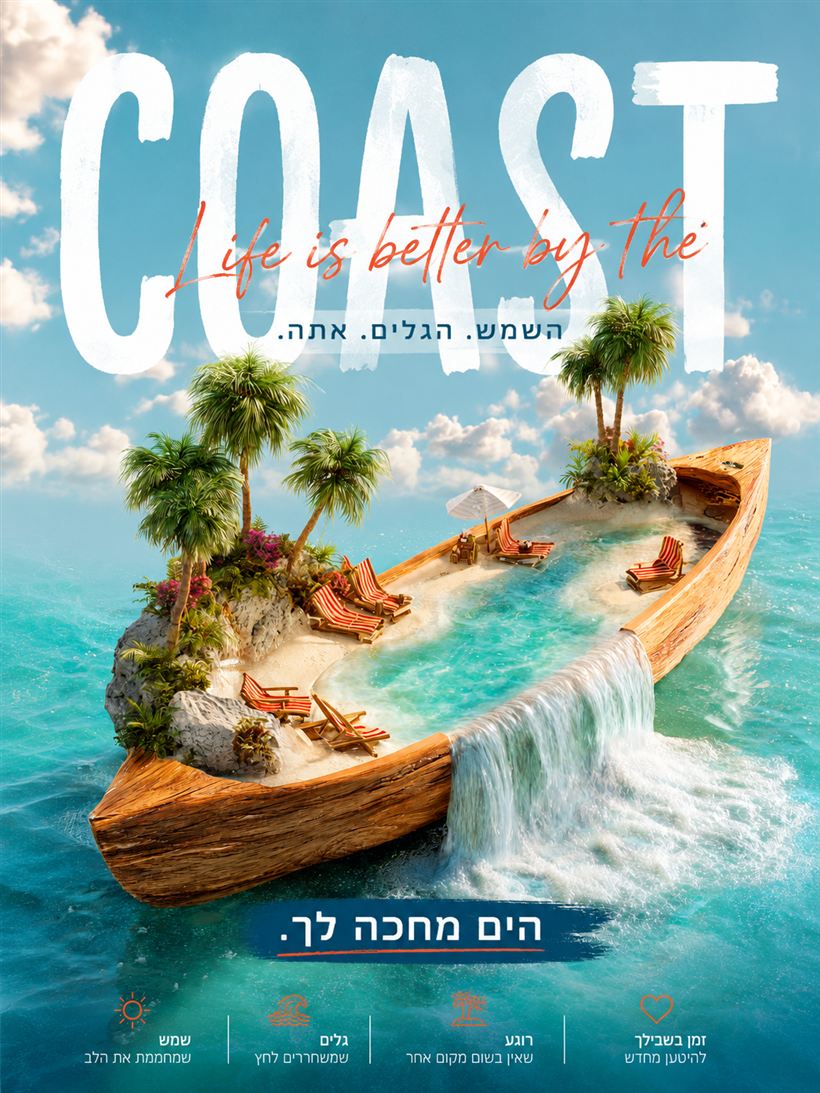 COAST
Life is better by the
השמש. הגלים. אתה.
הים מחכה לך.
זמן בשבילך
להיטען מחדש
רוגע
שאין בשום מקום אחר
גלים
שמשחררים לחץ
שמש
שמחממת את הלב